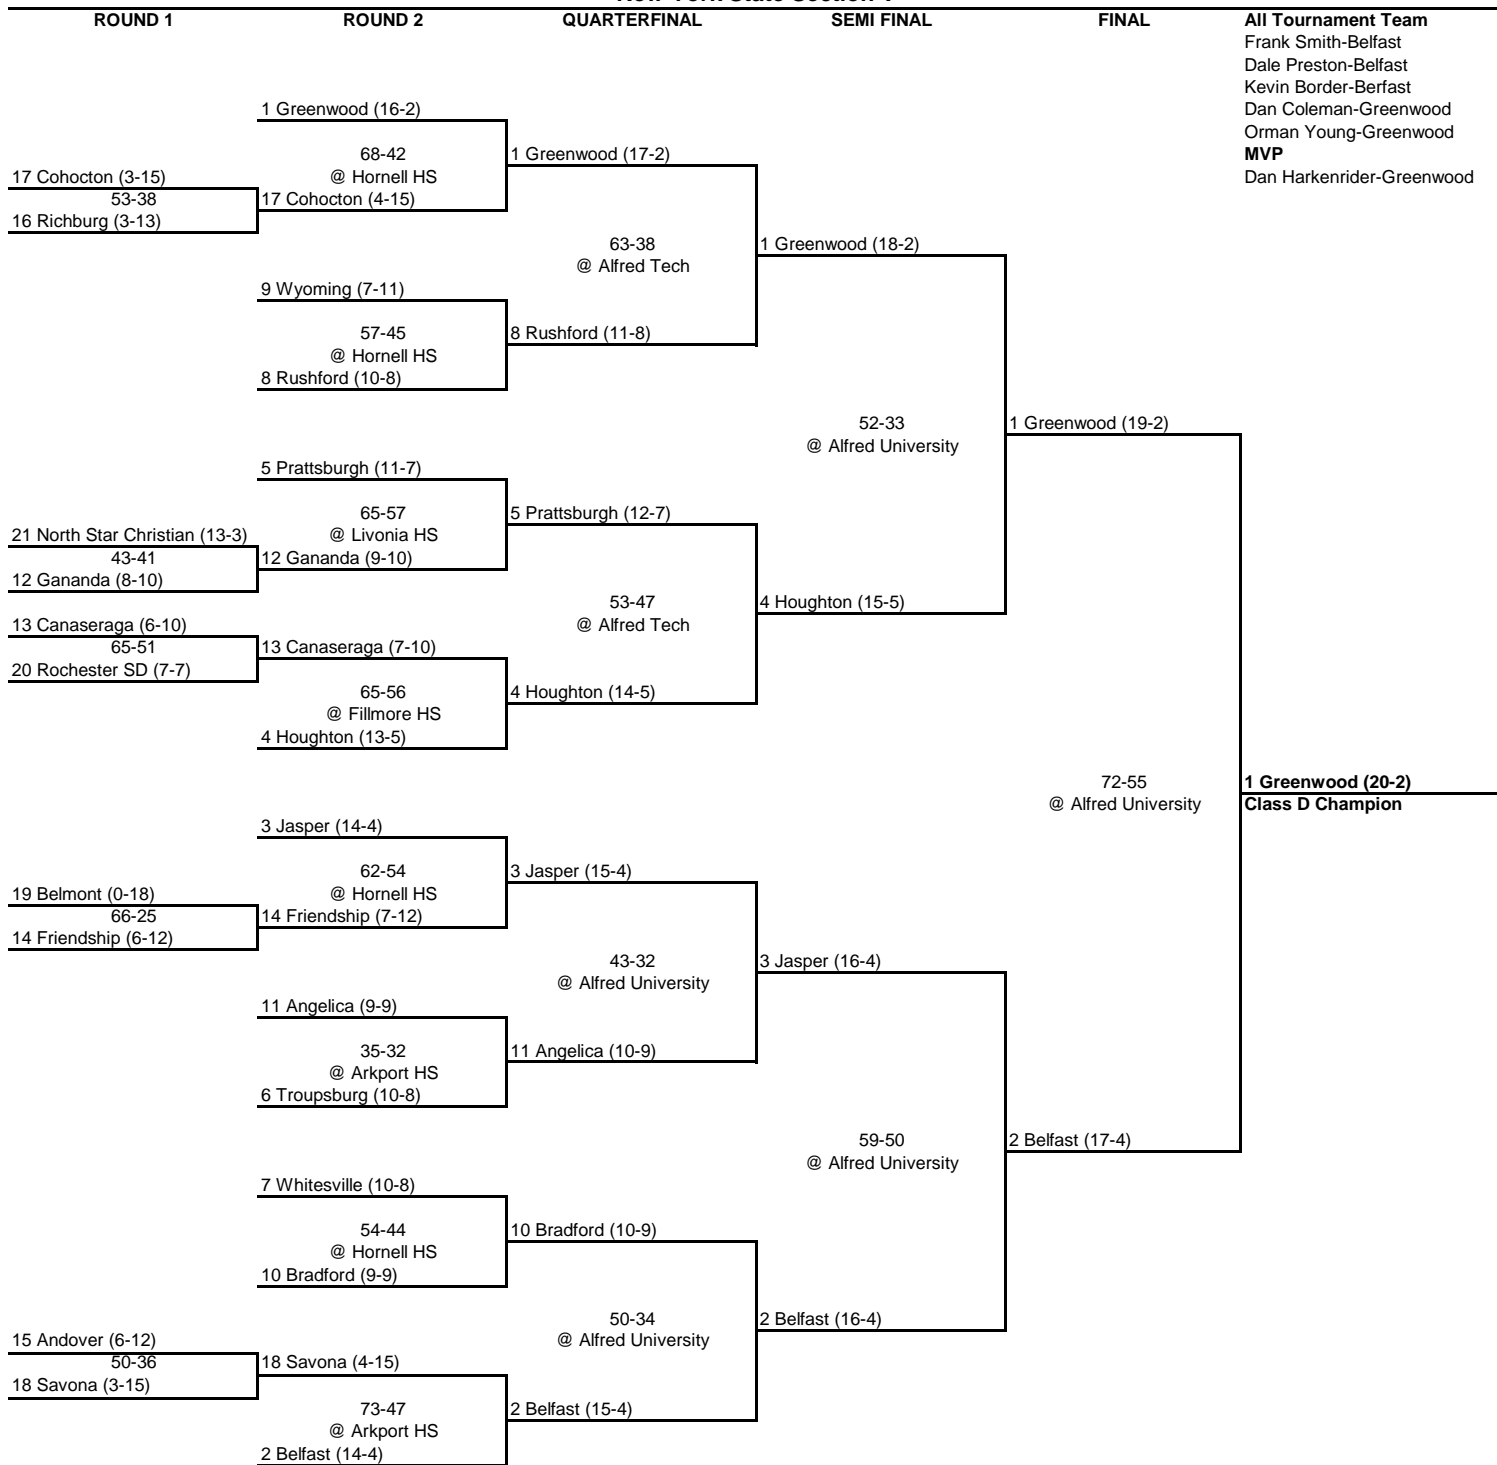 ROUND 1 ROUND 2 QUARTERFINAL SEMI FINAL FINAL All Tournament Team
Frank Smith-Belfast
Dale Preston-Belfast
Kevin Border-Berfast
Dan Coleman-Greenwood
Orman Young-Greenwood
MVP
Dan Harkenrider-Greenwood
1 Greenwood (16-2)
68-42
@ Hornell HS
1 Greenwood (17-2)
17 Cohocton (3-15)
53-38
17 Cohocton (4-15)
16 Richburg (3-13)
63-38
@ Alfred Tech
1 Greenwood (18-2)
9 Wyoming (7-11)
57-45
@ Hornell HS
8 Rushford (11-8)
8 Rushford (10-8)
52-33
@ Alfred University
1 Greenwood (19-2)
5 Prattsburgh (11-7)
65-57
@ Livonia HS
5 Prattsburgh (12-7)
21 North Star Christian (13-3)
43-41
12 Gananda (9-10)
12 Gananda (8-10)
53-47
@ Alfred Tech
4 Houghton (15-5)
13 Canaseraga (6-10)
65-51
13 Canaseraga (7-10)
20 Rochester SD (7-7)
65-56
@ Fillmore HS
4 Houghton (14-5)
4 Houghton (13-5)
72-55
@ Alfred University
1 Greenwood (20-2)
Class D Champion
3 Jasper (14-4)
62-54
@ Hornell HS
3 Jasper (15-4)
19 Belmont (0-18)
66-25
14 Friendship (7-12)
14 Friendship (6-12)
43-32
@ Alfred University
3 Jasper (16-4)
11 Angelica (9-9)
35-32
@ Arkport HS
11 Angelica (10-9)
6 Troupsburg (10-8)
59-50
@ Alfred University
2 Belfast (17-4)
7 Whitesville (10-8)
54-44
@ Hornell HS
10 Bradford (10-9)
10 Bradford (9-9)
50-34
@ Alfred University
2 Belfast (16-4)
15 Andover (6-12)
50-36
18 Savona (4-15)
18 Savona (3-15)
73-47
@ Arkport HS
2 Belfast (15-4)
2 Belfast (14-4)